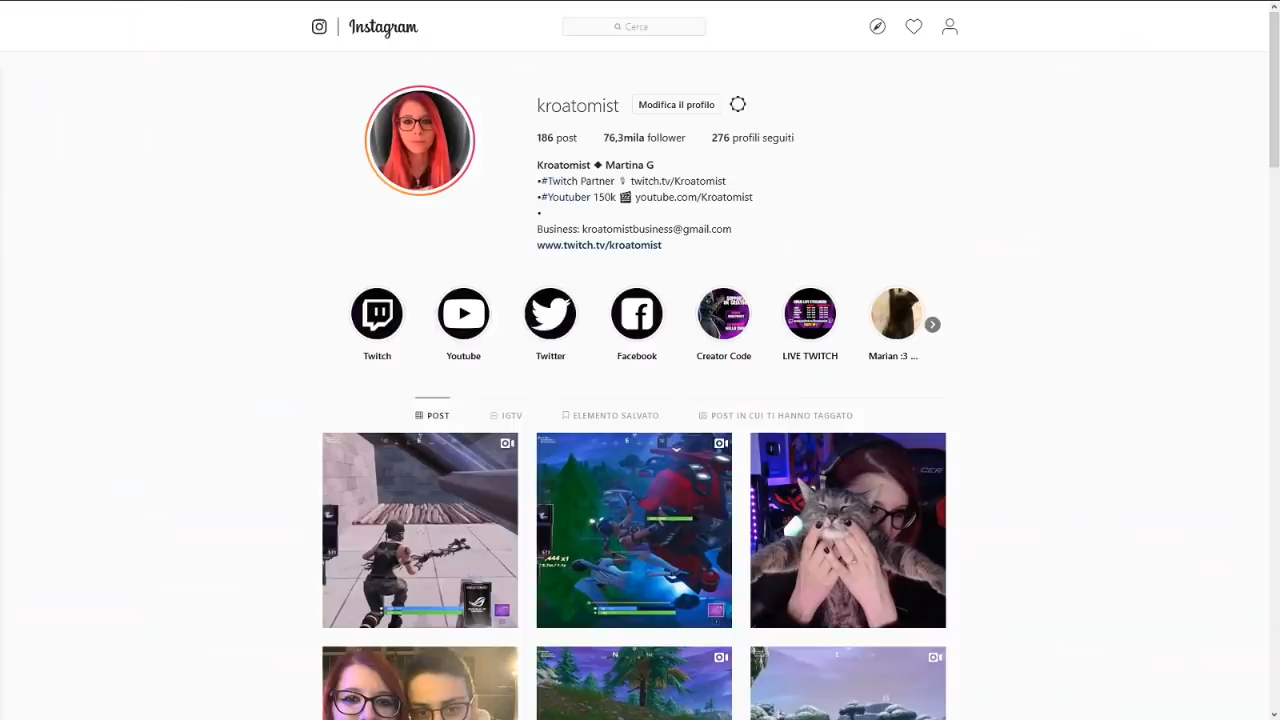 Instagram
Cerca
kroatomist Modifica il profilo
186 post 76,3mila follower 276 profili seguiti
Kroatomist ◆ Martina G
•#Twitch Partner 🎙 twitch.tv/Kroatomist
•#Youtuber 150k 🎬 youtube.com/Kroatomist
•
Business: kroatomistbusiness@gmail.com
www.twitch.tv/kroatomist
Twitch Youtube Twitter Facebook Creator Code LIVE TWITCH Marian :3 ...
POST IGTV ELEMENTO SALVATO POST IN CUI TI HANNO TAGGATO